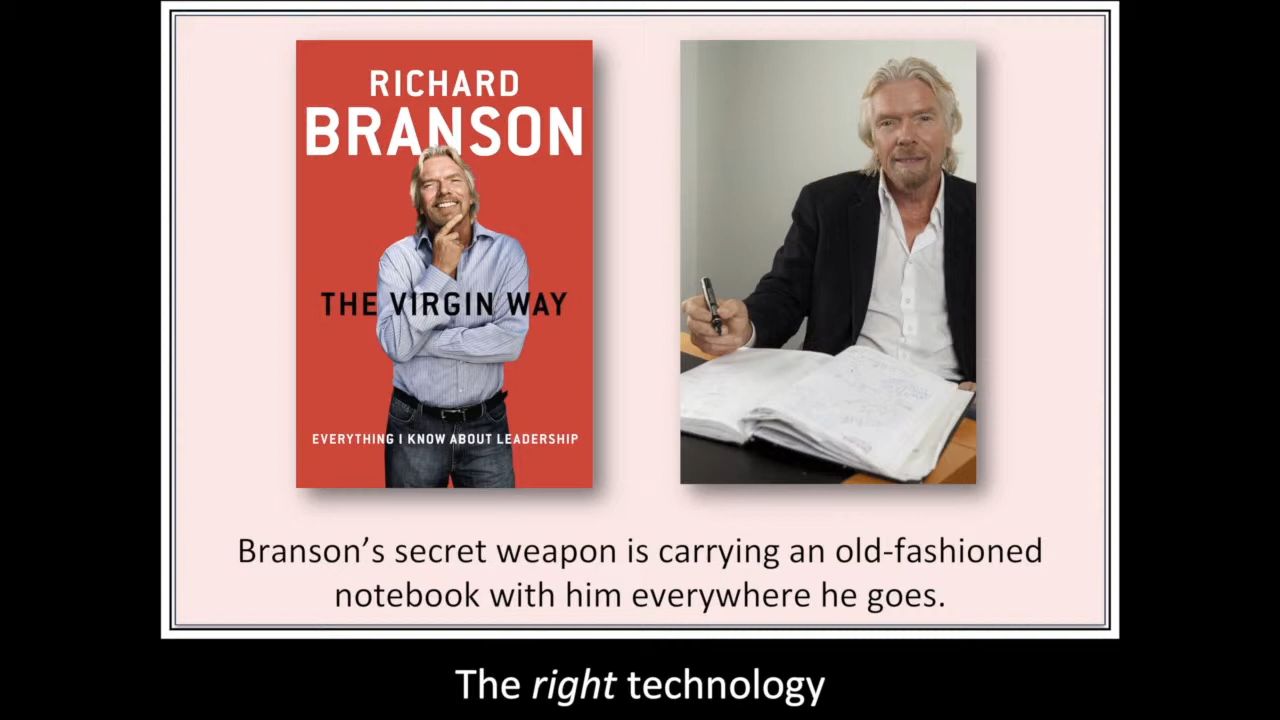 RICHARD
BRANSON
THE VIRGIN WAY
EVERYTHING I KNOW ABOUT LEADERSHIP
Branson’s secret weapon is carrying an old-fashioned
notebook with him everywhere he goes.
The right technology